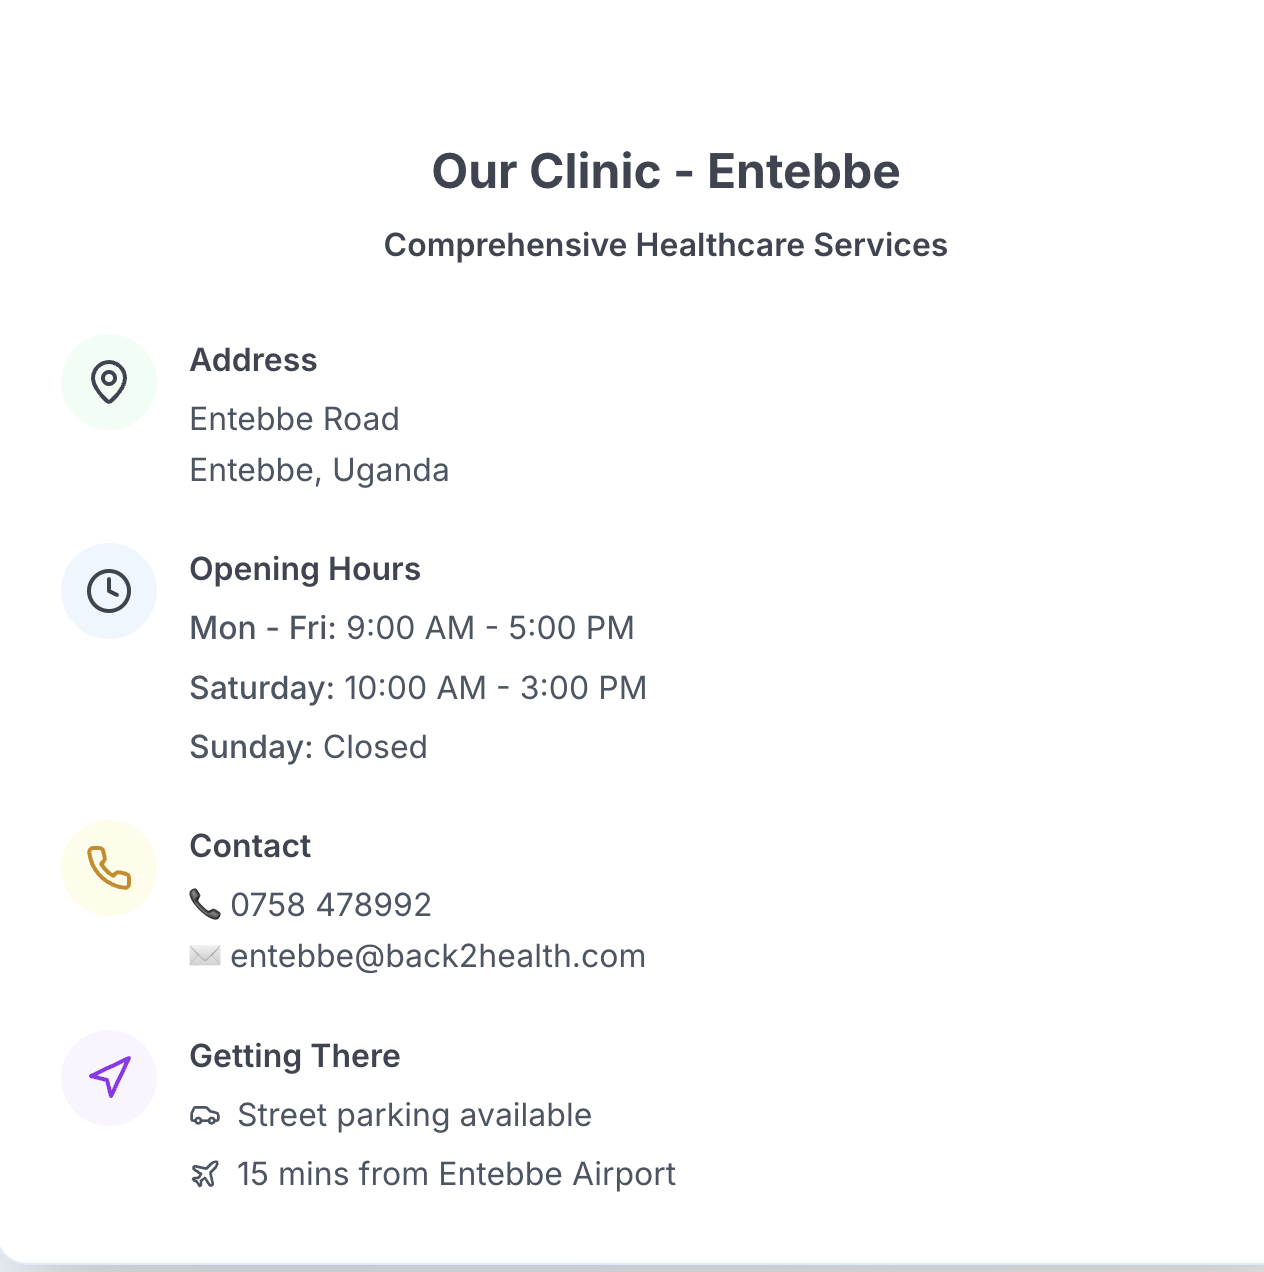 Our Clinic - Entebbe
Comprehensive Healthcare Services
Address
Entebbe Road
Entebbe, Uganda
Opening Hours
Mon - Fri: 9:00 AM - 5:00 PM
Saturday: 10:00 AM - 3:00 PM
Sunday: Closed
Contact
📞 0758 478992
✉️ entebbe@back2health.com
Getting There
Street parking available
15 mins from Entebbe Airport